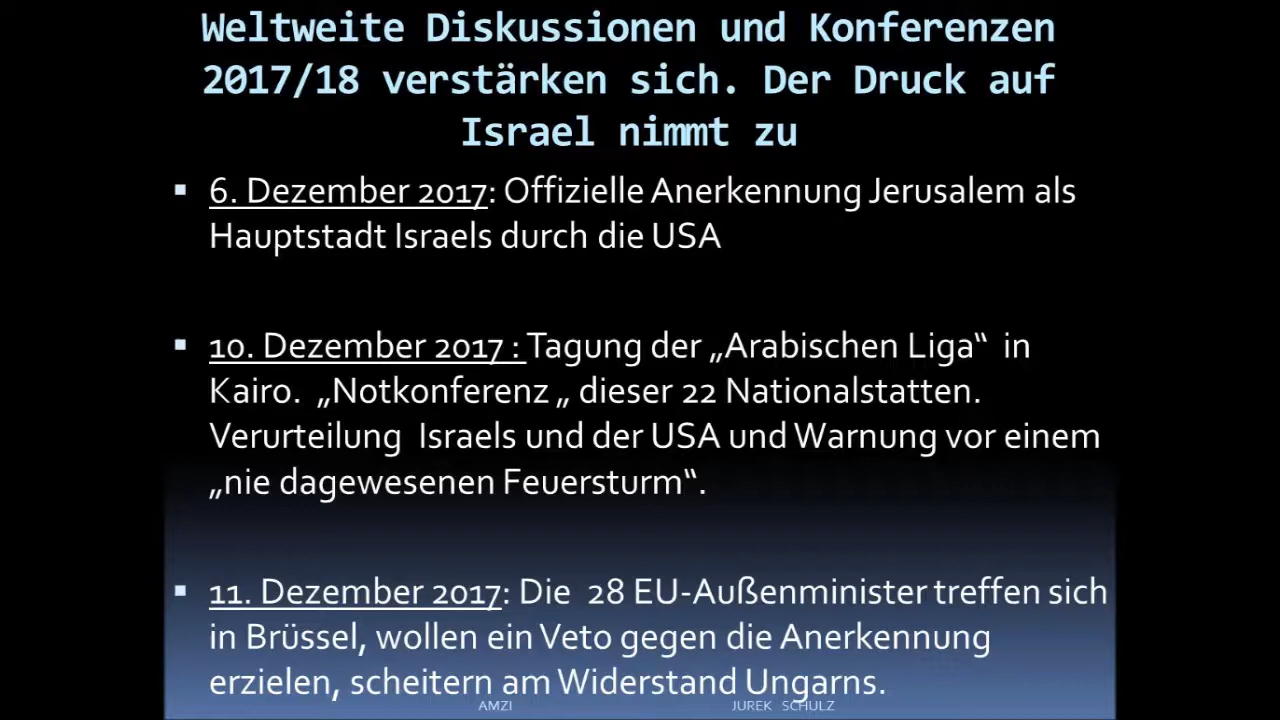 Weltweite Diskussionen und Konferenzen
2017/18 verstärken sich. Der Druck auf
Israel nimmt zu
▪ 6. Dezember 2017: Offizielle Anerkennung Jerusalem als
Hauptstadt Israels durch die USA
▪ 10. Dezember 2017 : Tagung der „Arabischen Liga“ in
Kairo. „Notkonferenz „ dieser 22 Nationalstatten.
Verurteilung Israels und der USA und Warnung vor einem
„nie dagewesenen Feuersturm“.
▪ 11. Dezember 2017: Die 28 EU-Außenminister treffen sich
in Brüssel, wollen ein Veto gegen die Anerkennung
erzielen, scheitern am Widerstand Ungarns.
AMZI JUREK SCHULZ